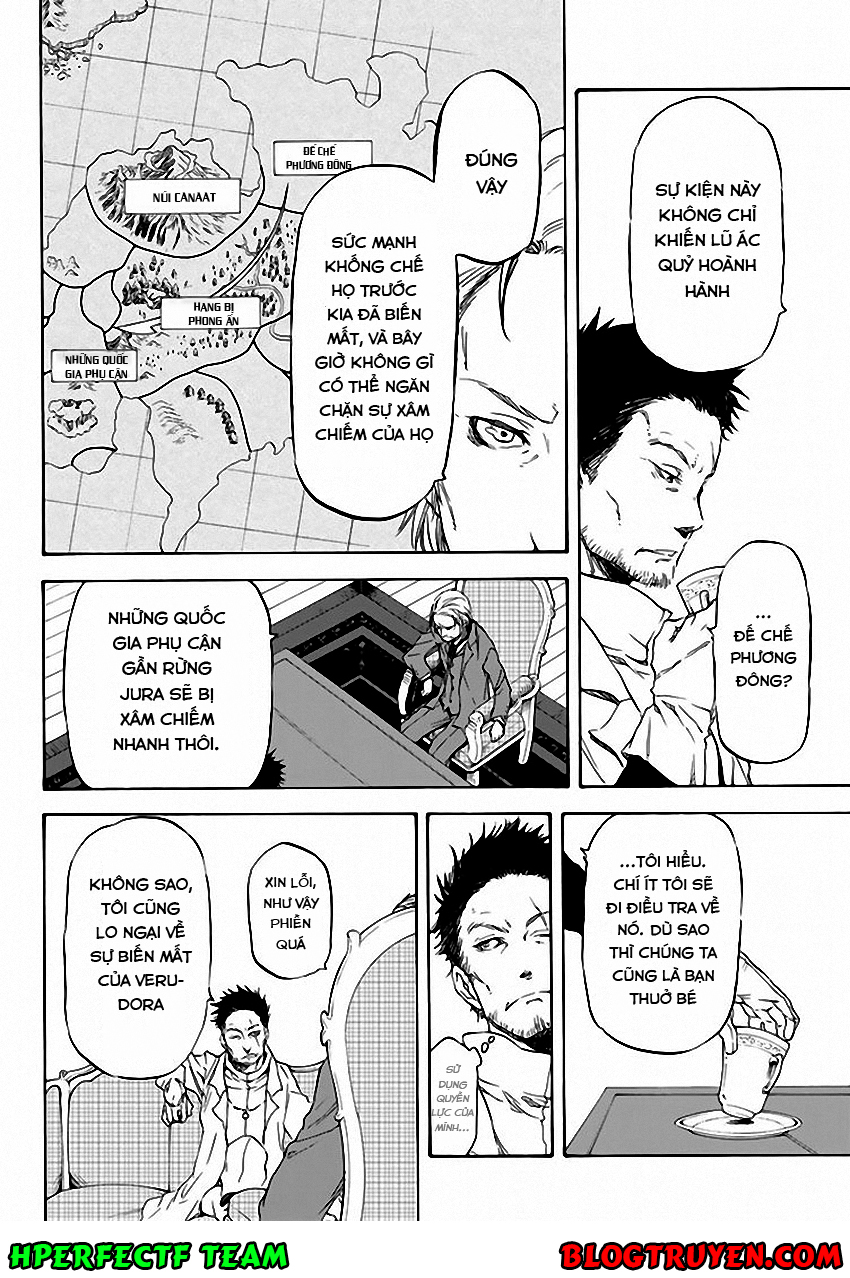 SỰ KIỆN NÀY
KHÔNG CHỈ
KHIẾN LŨ ÁC
QUỶ HOÀNH
HÀNH
...
ĐẾ CHẾ
PHƯƠNG
ĐÔNG?
ĐÚNG
VẬY
SỨC MẠNH
KHỐNG CHẾ
HỌ TRƯỚC
KIA ĐÃ BIẾN
MẤT, VÀ BÂY
GIỜ KHÔNG GÌ
CÓ THỂ NGĂN
CHẶN SỰ XÂM
CHIẾM CỦA HỌ
ĐẾ CHẾ
PHƯƠNG ĐÔNG
NÚI CANAAT
HANG BỊ
PHONG ẤN
NHỮNG QUỐC
GIA PHỤ CẬN
NHỮNG QUỐC
GIA PHỤ CẬN
GẦN RỪNG
JURA SẼ BỊ
XÂM CHIẾM
NHANH THÔI.
...TÔI HIỂU.
CHÍ ÍT TÔI SẼ
ĐI ĐIỀU TRA VỀ
NÓ. DÙ SAO
THÌ CHÚNG TA
CŨNG LÀ BẠN
THUỞ BÉ
SỬ
DỤNG
QUYỀN
LỰC CỦA
MÌNH...
XIN LỖI,
NHƯ VẬY
PHIỀN
QUÁ
KHÔNG SAO,
TÔI CŨNG
LO NGẠI VỀ
SỰ BIẾN MẤT
CỦA VERU-
DORA
HPERFECTF TEAM
BLOGTRUYEN.COM